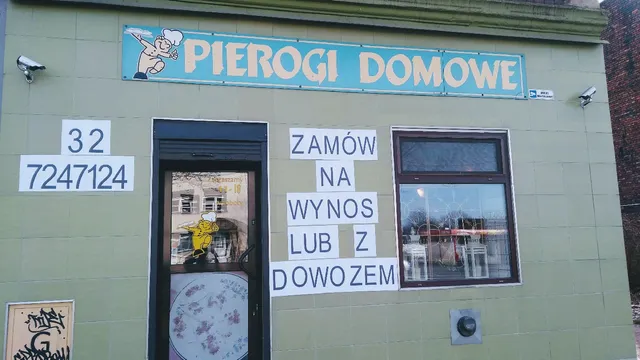 PIEROGI DOMOWE
32
7247124
ZAMÓW
NA
WYNOS
LUB Z
DOWOZEM